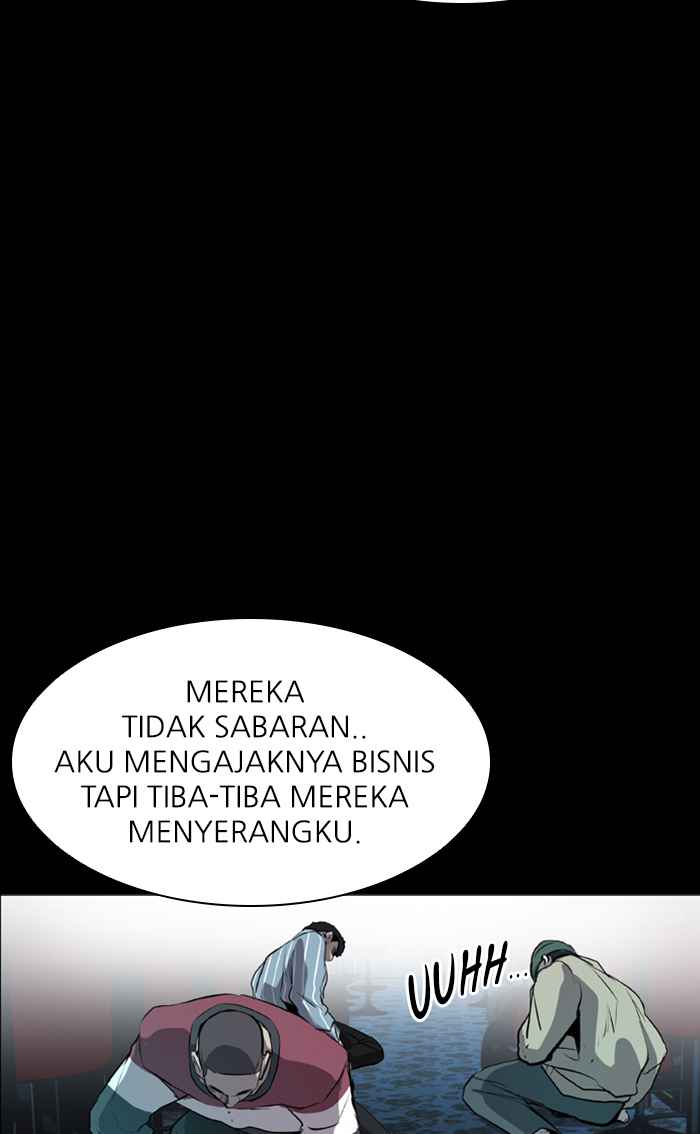 MEREKA
TIDAK SABARAN..
AKU MENGAJAKNYA BISNIS
TAPI TIBA-TIBA MEREKA
MENYERANGKU.
UUHH...